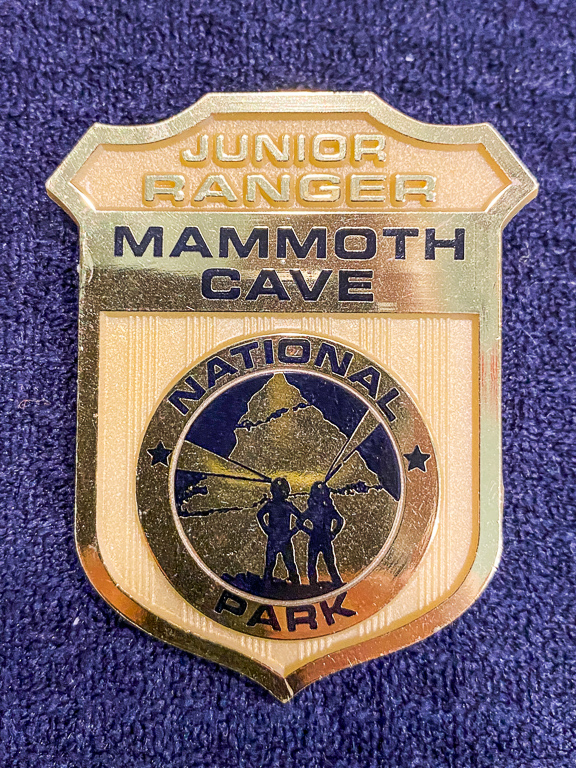 JUNIOR
RANGER
MAMMOTH
CAVE
NATIONAL
PARK